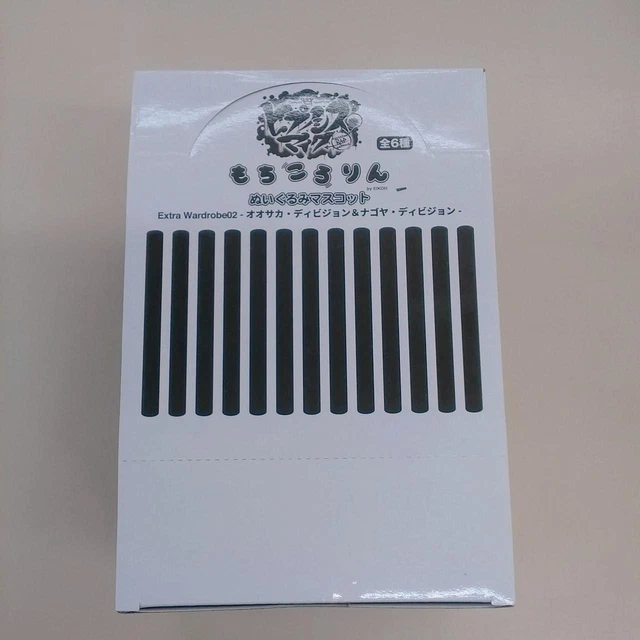 ヒプノシス
マイク
全6種
もちころりん
by EIKOH
ぬいぐるみマスコット
Extra Wardrobe02 - オオサカ・ディビジョン＆ナゴヤ・ディビジョン -